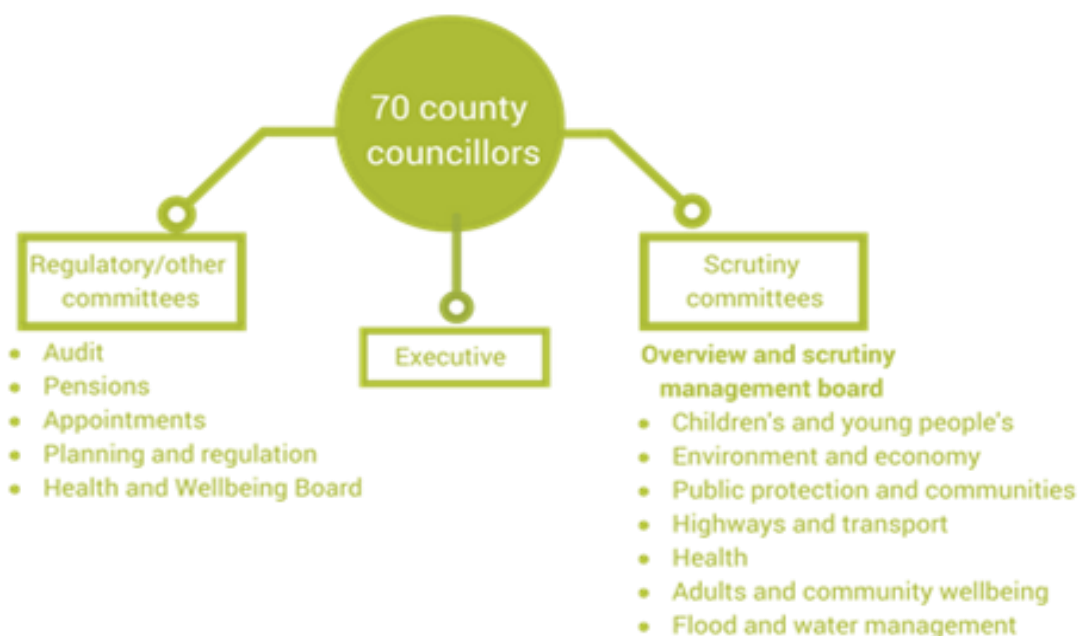 70 county
councillors
Regulatory/other
committees
• Audit
• Pensions
• Appointments
• Planning and regulation
• Health and Wellbeing Board
Executive
Scrutiny
committees
Overview and scrutiny
management board
• Children's and young people's
• Environment and economy
• Public protection and communities
• Highways and transport
• Health
• Adults and community wellbeing
• Flood and water management